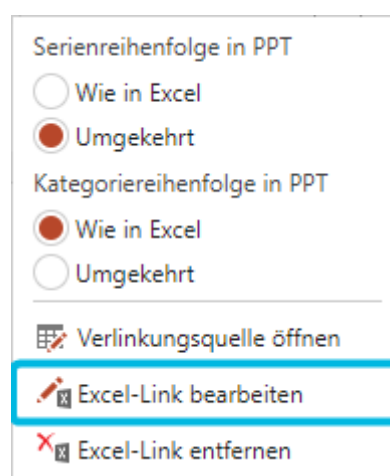 Serienreihenfolge in PPT
Wie in Excel
Umgekehrt
Kategoriereihenfolge in PPT
Wie in Excel
Umgekehrt
Verlinkungsquelle öffnen
Excel-Link bearbeiten
Excel-Link entfernen